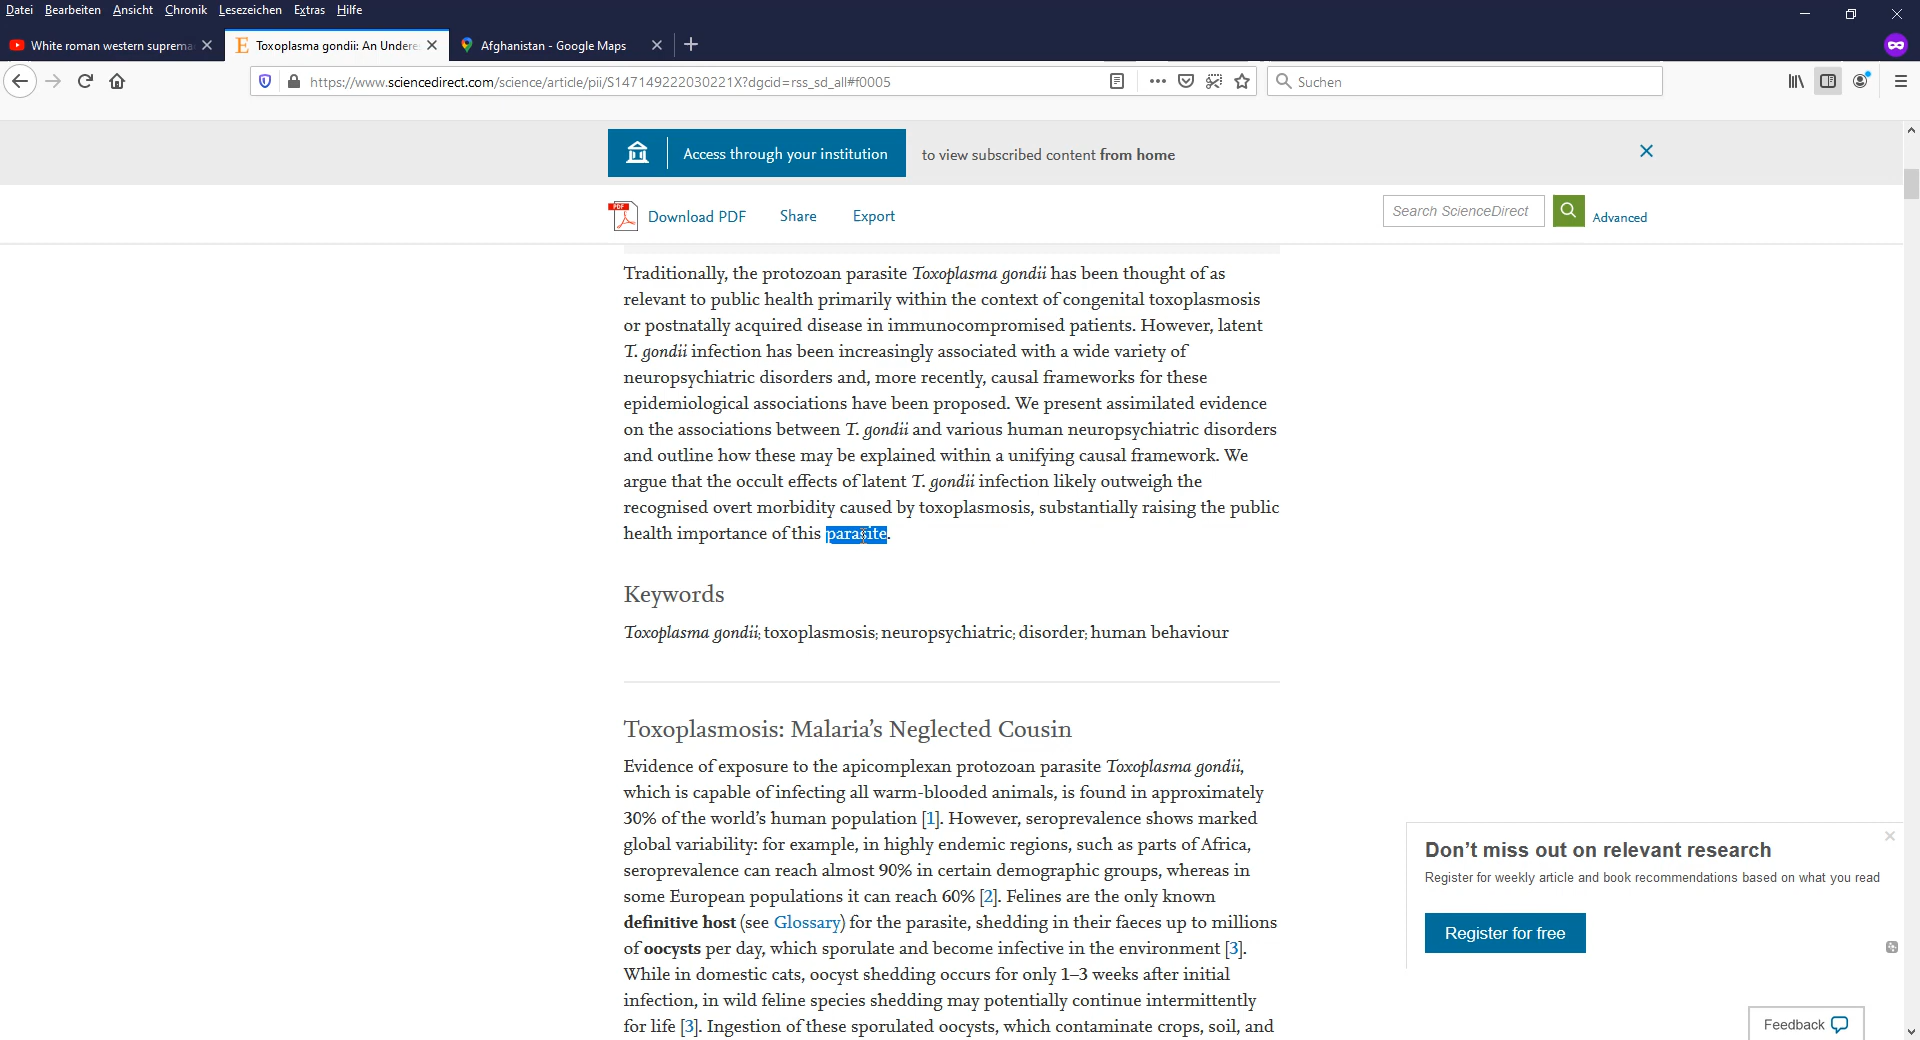 Datei Bearbeiten Ansicht Chronik Lesezeichen Extras Hilfe
White roman western suprema
Toxoplasma gondii: An Undere
Afghanistan - Google Maps
https://www.sciencedirect.com/science/article/pii/S147149222030221X?dgcid=rss_sd_all#f0005
Suchen
Access through your institution to view subscribed content from home
PDF Download PDF Share Export
Search ScienceDirect Advanced
Traditionally, the protozoan parasite Toxoplasma gondii has been thought of as
relevant to public health primarily within the context of congenital toxoplasmosis
or postnatally acquired disease in immunocompromised patients. However, latent
T. gondii infection has been increasingly associated with a wide variety of
neuropsychiatric disorders and, more recently, causal frameworks for these
epidemiological associations have been proposed. We present assimilated evidence
on the associations between T. gondii and various human neuropsychiatric disorders
and outline how these may be explained within a unifying causal framework. We
argue that the occult effects of latent T. gondii infection likely outweigh the
recognised overt morbidity caused by toxoplasmosis, substantially raising the public
health importance of this parasite.
Keywords
Toxoplasma gondii; toxoplasmosis; neuropsychiatric; disorder; human behaviour
Toxoplasmosis: Malaria’s Neglected Cousin
Evidence of exposure to the apicomplexan protozoan parasite Toxoplasma gondii,
which is capable of infecting all warm-blooded animals, is found in approximately
30% of the world’s human population [1]. However, seroprevalence shows marked
global variability: for example, in highly endemic regions, such as parts of Africa,
seroprevalence can reach almost 90% in certain demographic groups, whereas in
some European populations it can reach 60% [2]. Felines are the only known
definitive host (see Glossary) for the parasite, shedding in their faeces up to millions
of oocysts per day, which sporulate and become infective in the environment [3].
While in domestic cats, oocyst shedding occurs for only 1–3 weeks after initial
infection, in wild feline species shedding may potentially continue intermittently
for life [3]. Ingestion of these sporulated oocysts, which contaminate crops, soil, and
Don’t miss out on relevant research
Register for weekly article and book recommendations based on what you read
Register for free
Feedback